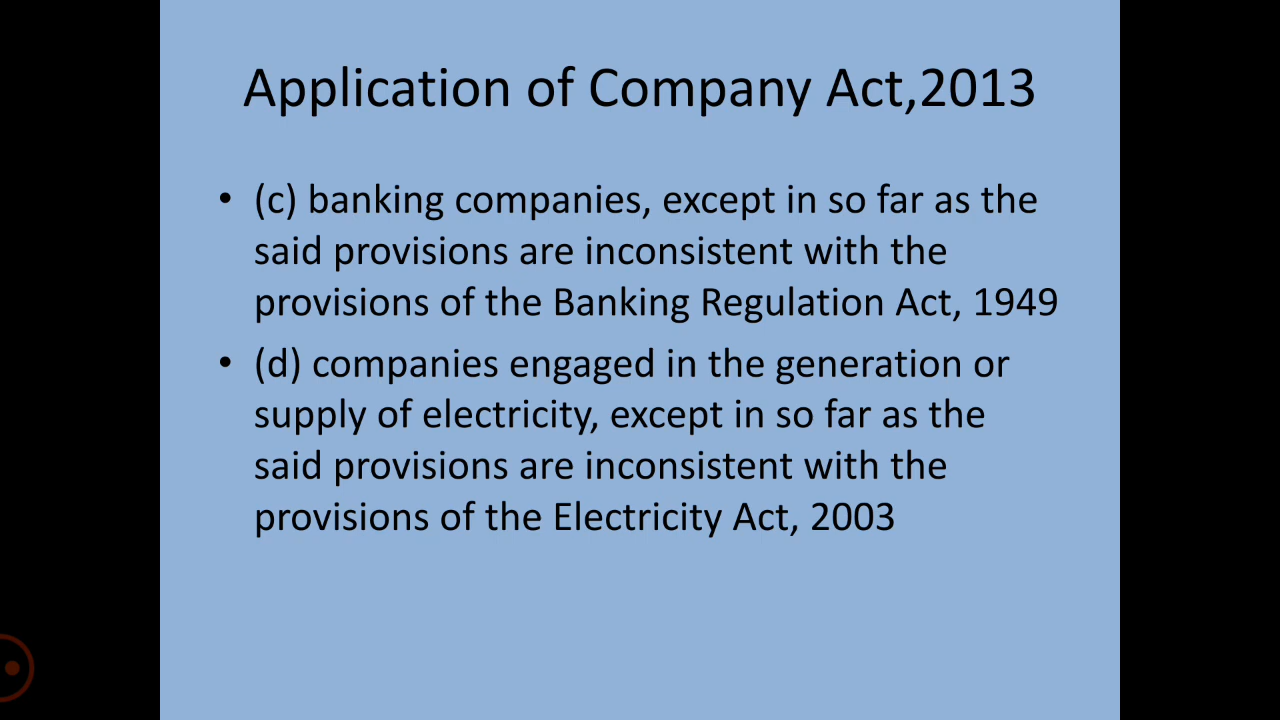 Application of Company Act,2013
• (c) banking companies, except in so far as the
said provisions are inconsistent with the
provisions of the Banking Regulation Act, 1949
• (d) companies engaged in the generation or
supply of electricity, except in so far as the
said provisions are inconsistent with the
provisions of the Electricity Act, 2003